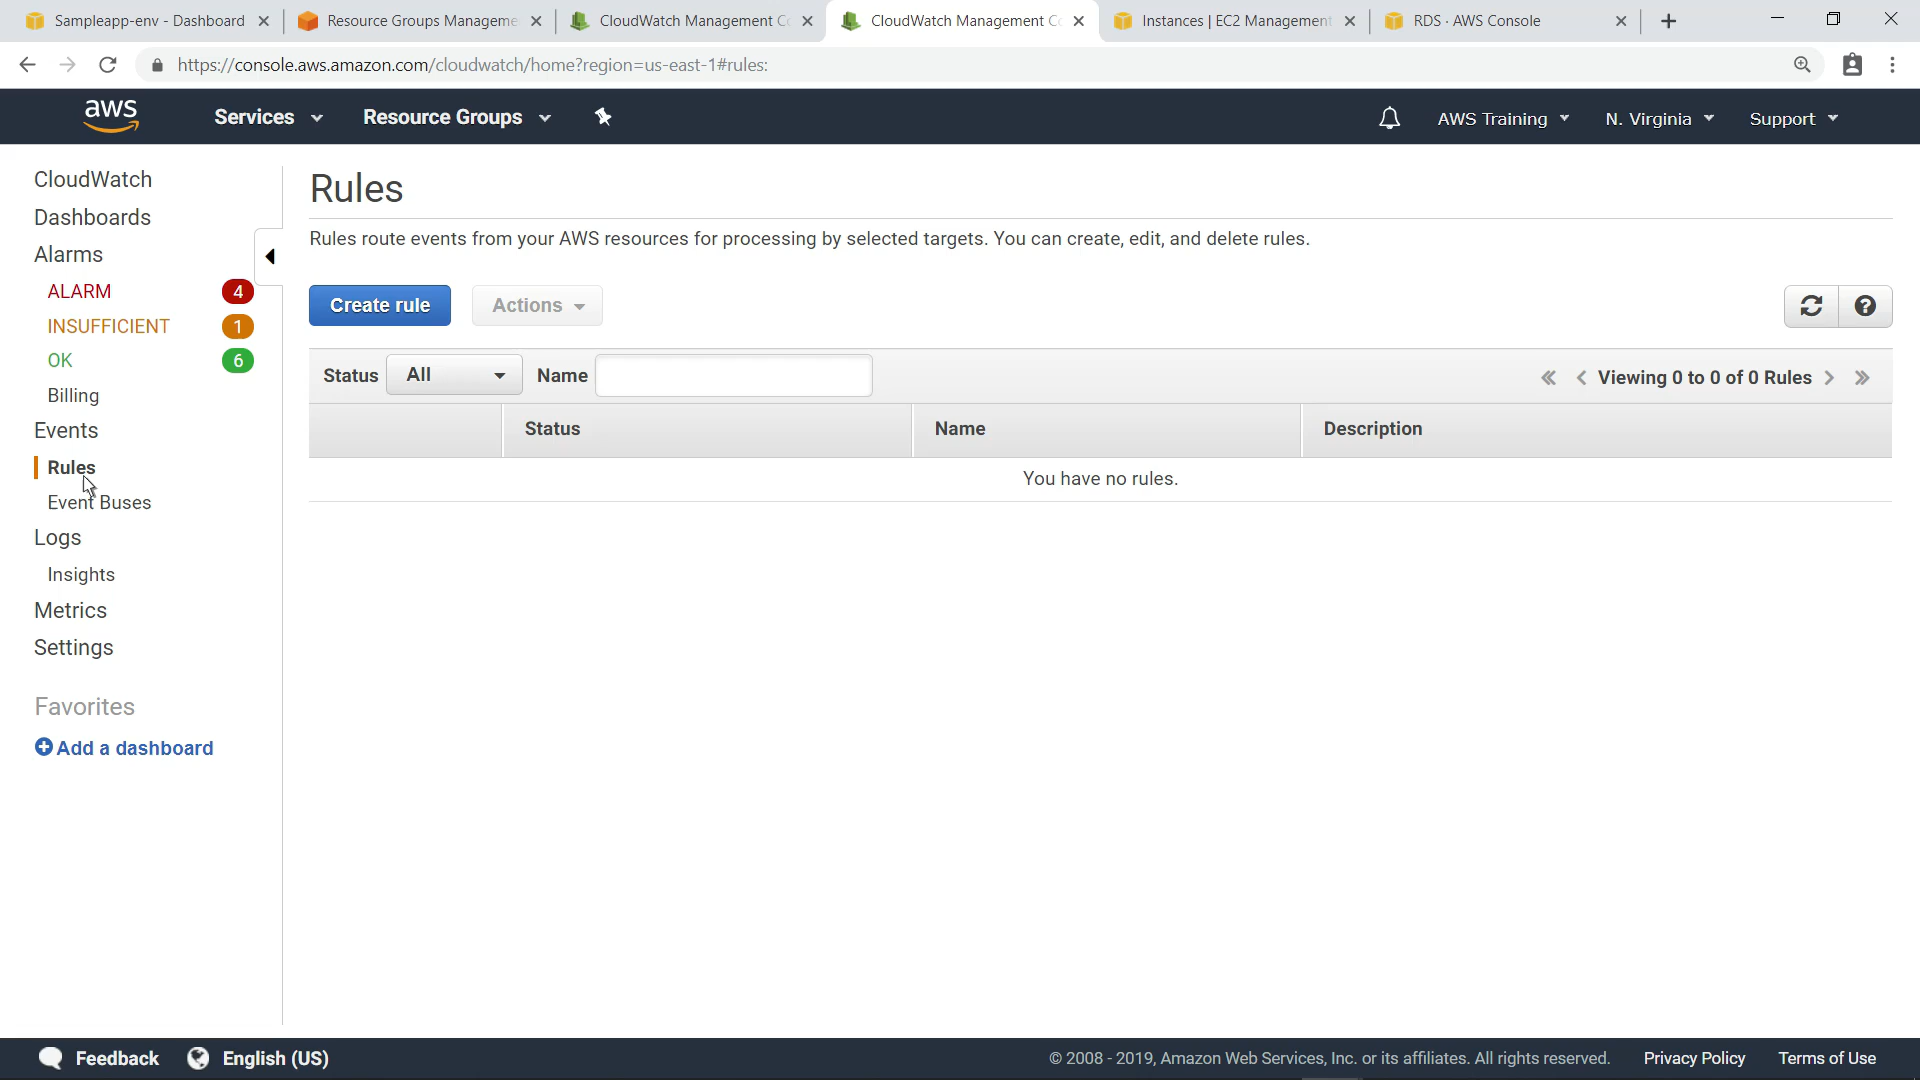 Sampleapp-env - Dashboard
Resource Groups Manageme
CloudWatch Management Co
CloudWatch Management Co
Instances | EC2 Management
RDS · AWS Console
https://console.aws.amazon.com/cloudwatch/home?region=us-east-1#rules:
aws
Services
Resource Groups
AWS Training
N. Virginia
Support
CloudWatch
Dashboards
Alarms
ALARM 4
INSUFFICIENT 1
OK 6
Billing
Events
Rules
Event Buses
Logs
Insights
Metrics
Settings
Favorites
Add a dashboard
Rules
Rules route events from your AWS resources for processing by selected targets. You can create, edit, and delete rules.
Create rule
Actions
Status All Name
Viewing 0 to 0 of 0 Rules
Status Name Description
You have no rules.
Feedback
English (US)
© 2008 - 2019, Amazon Web Services, Inc. or its affiliates. All rights reserved.
Privacy Policy
Terms of Use